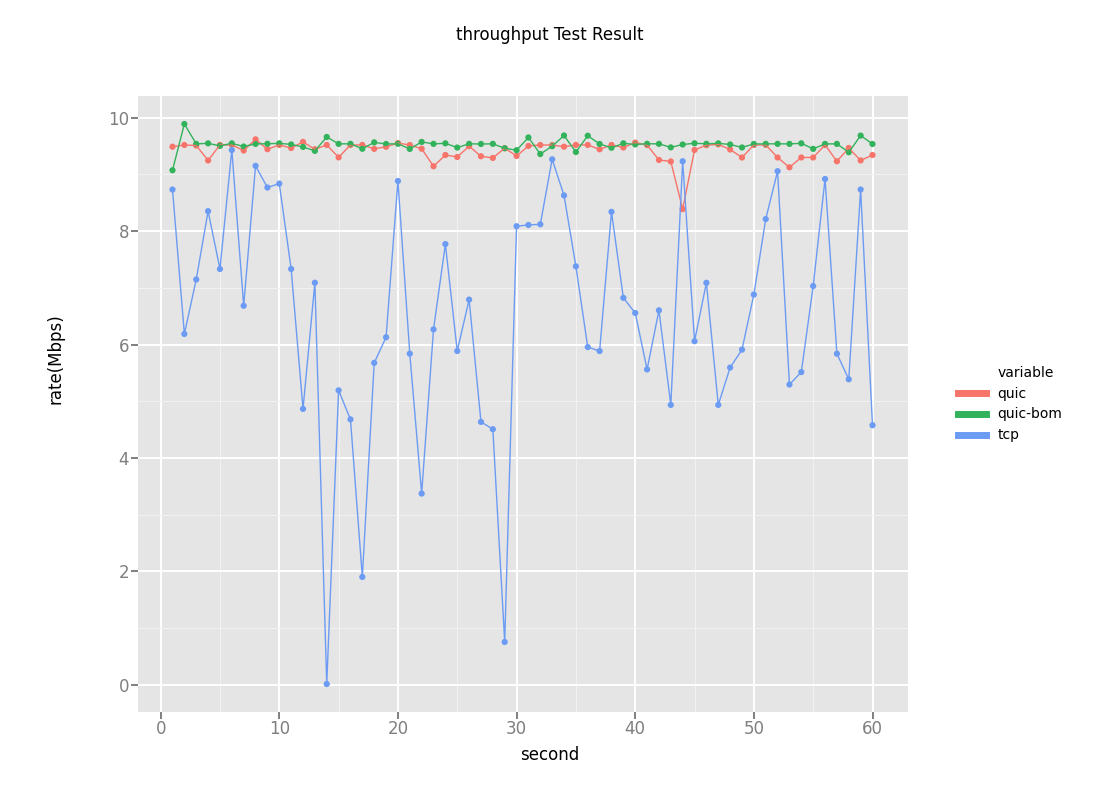 throughput Test Result
10
8
6
4
2
0
rate(Mbps)
0 10 20 30 40 50 60
second
variable
quic
quic-bom
tcp